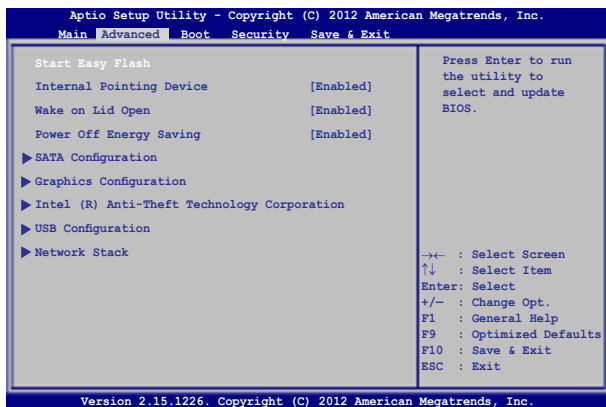 Aptio Setup Utility - Copyright (C) 2012 American Megatrends, Inc.
Main Advanced Boot Security Save & Exit
Start Easy Flash
Internal Pointing Device [Enabled]
Wake on Lid Open [Enabled]
Power Off Energy Saving [Enabled]
SATA Configuration
Graphics Configuration
Intel (R) Anti-Theft Technology Corporation
USB Configuration
Network Stack
Press Enter to run
the utility to
select and update
BIOS.
→← : Select Screen
↑↓ : Select Item
Enter: Select
+/— : Change Opt.
F1 : General Help
F9 : Optimized Defaults
F10 : Save & Exit
ESC : Exit
Version 2.15.1226. Copyright (C) 2012 American Megatrends, Inc.